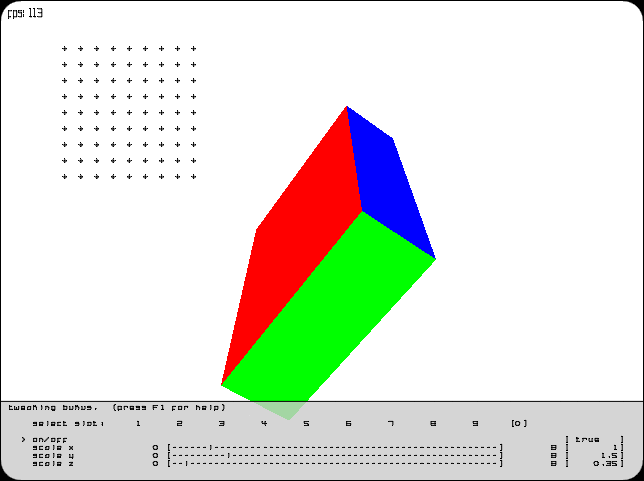 fps: 113
tweaking bunus. (press F1 for help)
select slot: 1 2 3 4 5 6 7 8 9 [0]
> on/off [ true ]
scale x 0 [-----|-----------------------------------] 8 [ 1]
scale y 0 [-------|---------------------------------] 8 [ 1.5]
scale z 0 [--|--------------------------------------] 8 [ 0.35]